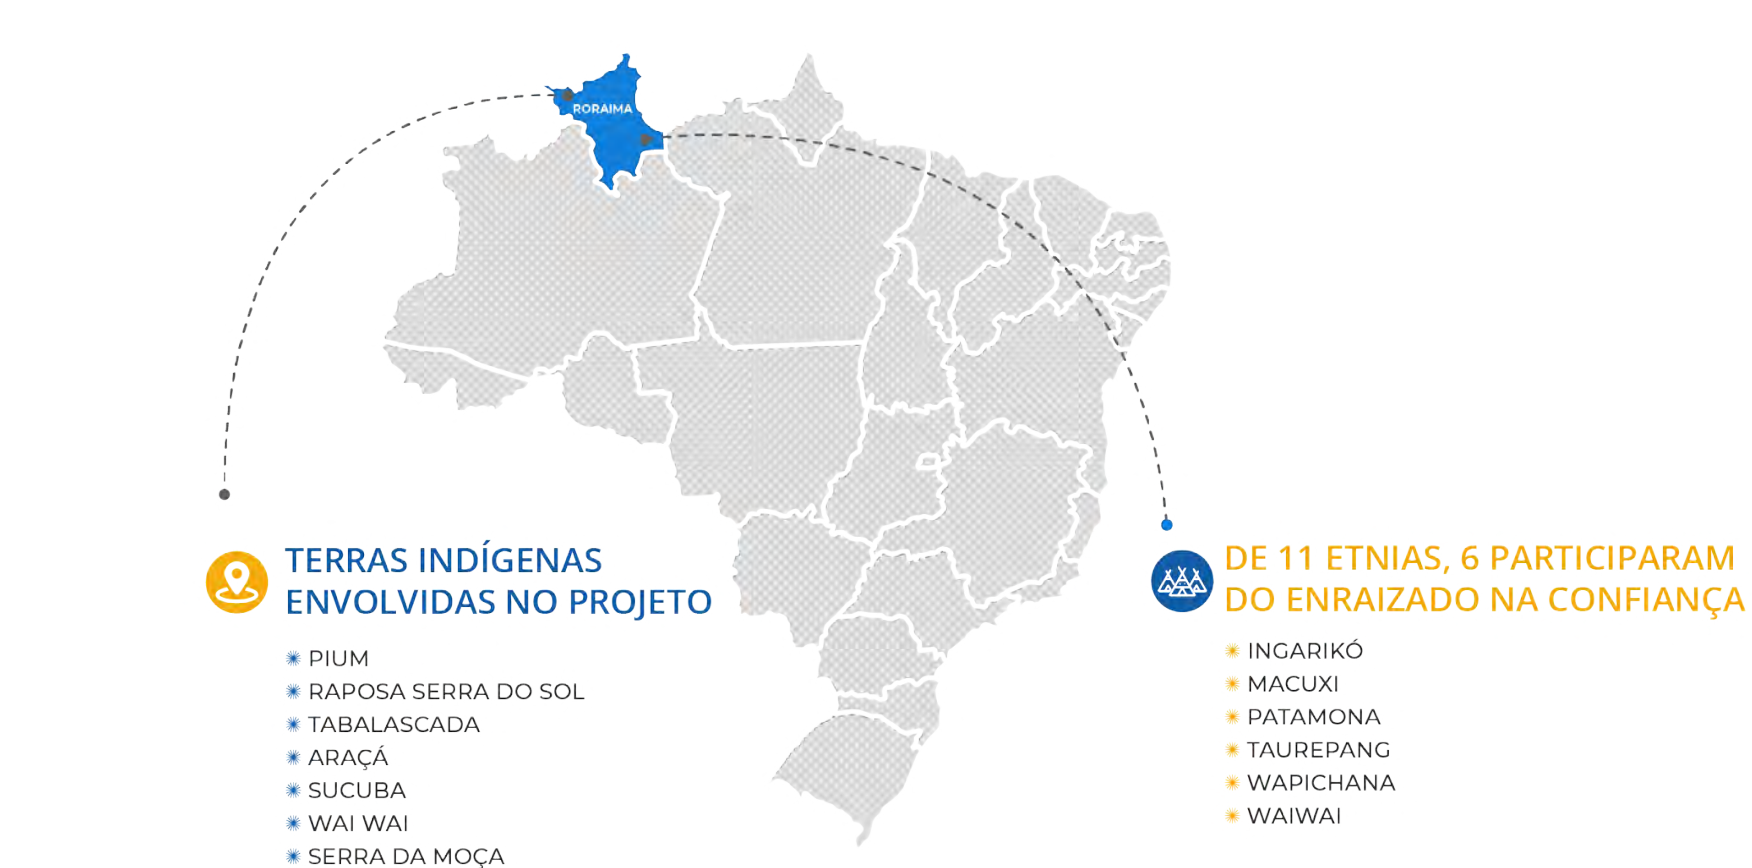 RORAIMA
TERRAS INDÍGENAS
ENVOLVIDAS NO PROJETO
PIUM
RAPOSA SERRA DO SOL
TABALASCADA
ARAÇÁ
SUCUBA
WAI WAI
SERRA DA MOÇA
DE 11 ETNIAS, 6 PARTICIPARAM
DO ENRAIZADO NA CONFIANÇA
INGARIKÓ
MACUXI
PATAMONA
TAUREPANG
WAPICHANA
WAIWAI